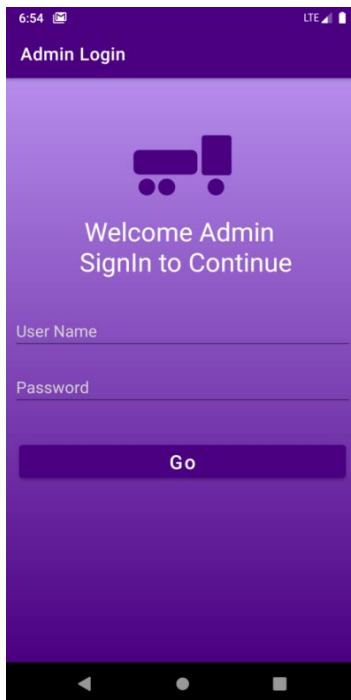 6:54
LTE
Admin Login
Welcome Admin
SignIn to Continue
User Name
Password
Go